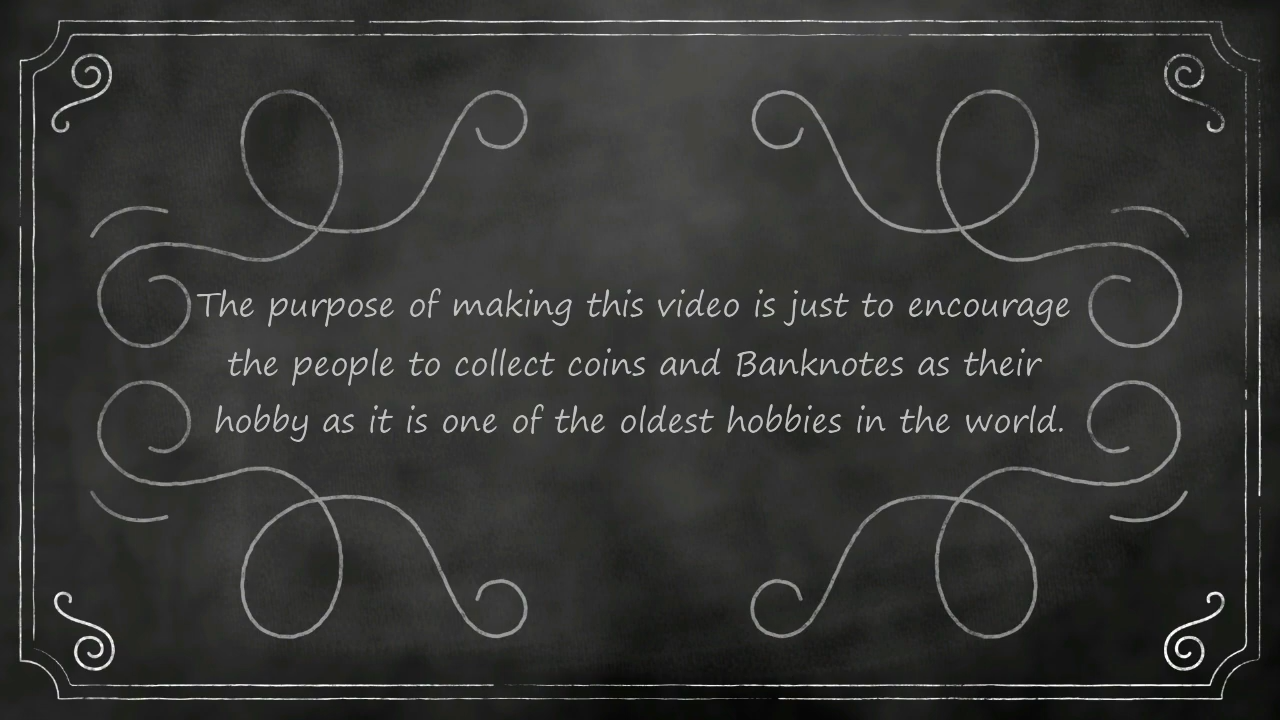 The purpose of making this video is just to encourage
the people to collect coins and Banknotes as their
hobby as it is one of the oldest hobbies in the world.